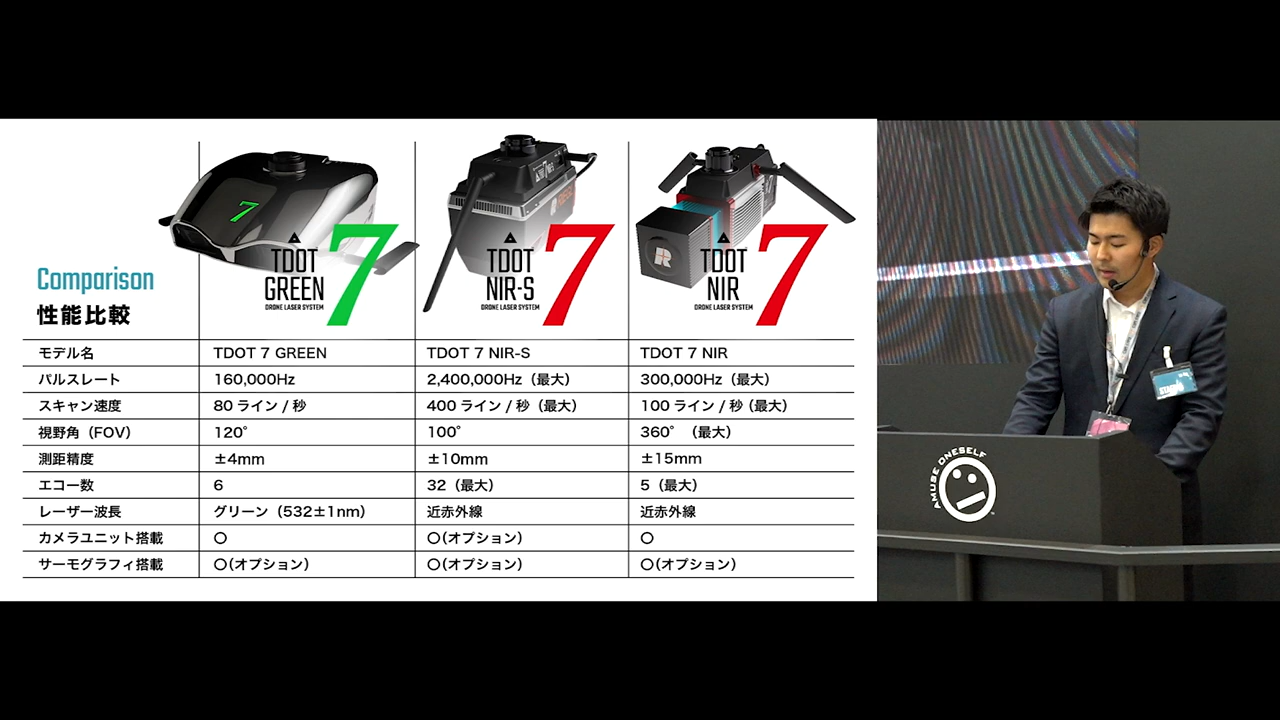 Comparison
性能比較
7
TDOT
GREEN
DRONE LASER SYSTEM
7
TDOT
NIR-S
DRONE LASER SYSTEM
7
R
TDOT
NIR
DRONE LASER SYSTEM
7
モデル名 TDOT 7 GREEN TDOT 7 NIR-S TDOT 7 NIR
パルスレート 160,000Hz 2,400,000Hz（最大） 300,000Hz（最大）
スキャン速度 80 ライン / 秒 400 ライン / 秒（最大） 100 ライン / 秒（最大）
視野角（FOV） 120° 100° 360°（最大）
測距精度 ±4mm ±10mm ±15mm
エコー数 6 32（最大） 5（最大）
レーザー波長 グリーン（532±1nm） 近赤外線 近赤外線
カメラユニット搭載 〇 〇（オプション） 〇
サーモグラフィ搭載 〇（オプション） 〇（オプション） 〇（オプション）
AMUSE ONESELF